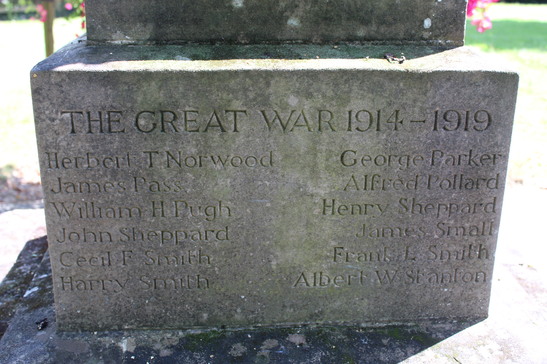 THE GREAT WAR 1914-1919
Herbert T. Norwood George Parker
James Pass Alfred Pollard
William H. Pugh Henry Sheppard
John Sheppard James Small
Cecil F. Smith Frank L. Smith
Harry Smith Albert W. Stanton